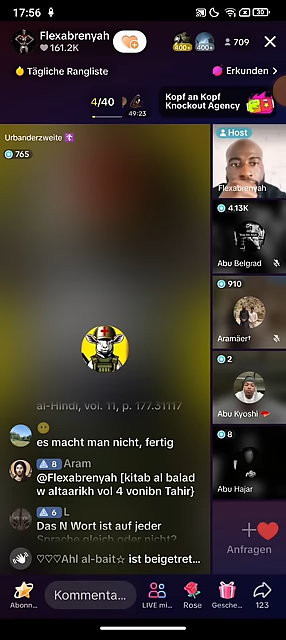 17:56
30
Flexabrenyah
161.2K
400+
400+
709
Tägliche Rangliste
Erkunden >
4/40
49:23
Kopf an Kopf
Knockout Agency
Urbanderzweite
765
Host
Flexabrenyah
4.13K
Abu Belgrad
910
Aramäer
2
Abu Kyoshi
8
Abu Hajar
al-Hindi, vol. 11, p. 177.31117
es macht man nicht, fertig
8 Aram
@Flexabrenyah [kitab al balad
w altaarikh vol 4 vonibn Tahir}
6 L
Das N Wort ist auf jeder
Sprache gleich oder nicht?
♡♡♡Ahl al-bait☆ ist beigetret...
Anfragen
Abonn...
Kommenta...
LIVE mi...
Rose
Gesche...
123